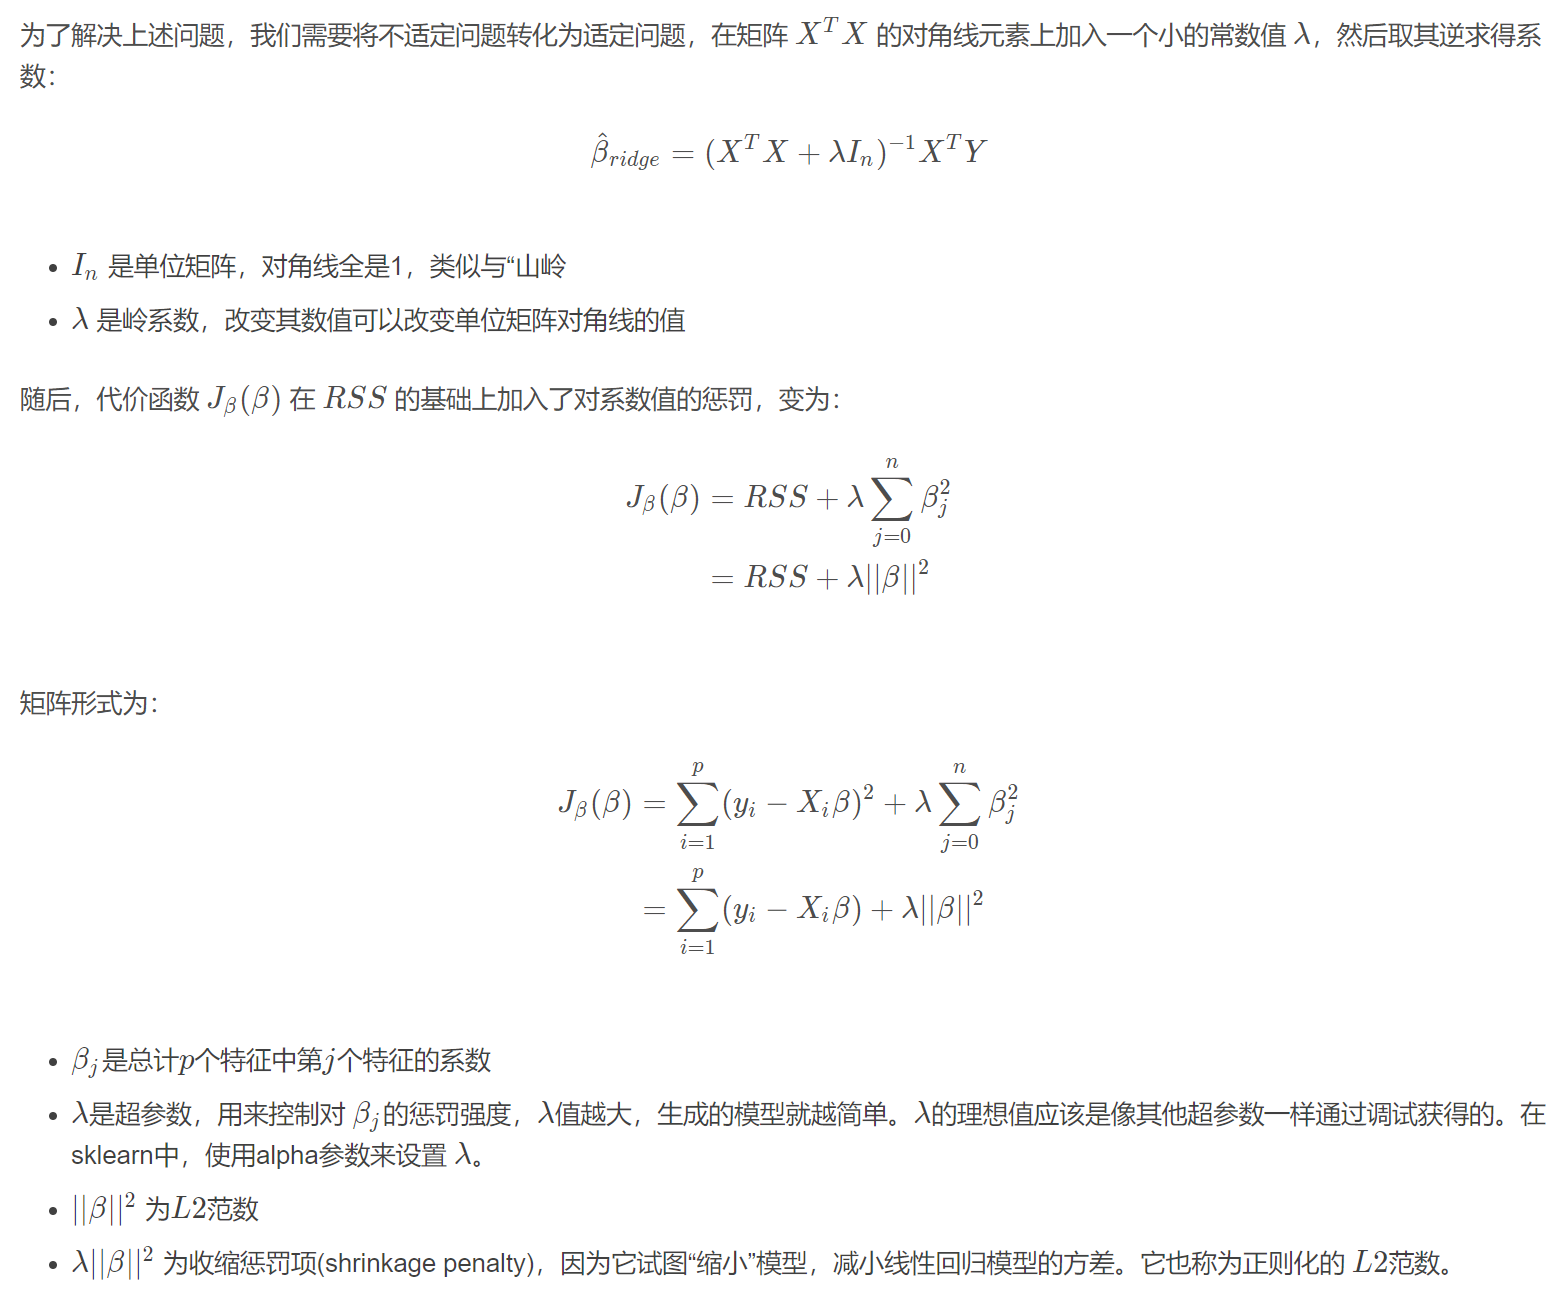 为了解决上述问题，我们需要将不适定问题转化为适定问题，在矩阵 $X^TX$ 的对角线元素上加入一个小的常数值 $\lambda$，然后取其逆求得系
数：
$\hat{\beta}_{ridge} = (X^TX + \lambda I_n)^{-1}X^TY$
• $I_n$ 是单位矩阵，对角线全是1，类似与“山岭
• $\lambda$ 是岭系数，改变其数值可以改变单位矩阵对角线的值
随后，代价函数 $J_\beta(\beta)$ 在 $RSS$ 的基础上加入了对系数值的惩罚，变为：
$J_\beta(\beta) = RSS + \lambda \sum_{j=0}^{n} \beta_j^2$
$= RSS + \lambda||\beta||^2$
矩阵形式为：
$J_\beta(\beta) = \sum_{i=1}^{p} (y_i - X_i\beta)^2 + \lambda \sum_{j=0}^{n} \beta_j^2$
$= \sum_{i=1}^{p} (y_i - X_i\beta) + \lambda||\beta||^2$
• $\beta_j$是总计$p$个特征中第$j$个特征的系数
• $\lambda$是超参数，用来控制对 $\beta_j$的惩罚强度，$\lambda$值越大，生成的模型就越简单。$\lambda$的理想值应该是像其他超参数一样通过调试获得的。在
sklearn中，使用alpha参数来设置 $\lambda$。
• $||\beta||^2$ 为$L2$范数
• $\lambda||\beta||^2$ 为收缩惩罚项(shrinkage penalty)，因为它试图“缩小”模型，减小线性回归模型的方差。它也称为正则化的 $L2$范数。